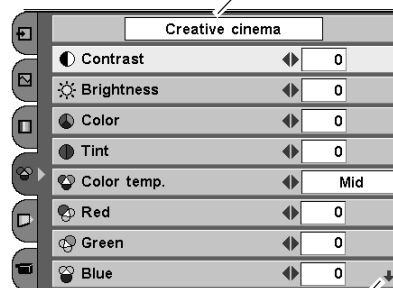 Creative cinema
Contrast 0
Brightness 0
Color 0
Tint 0
Color temp. Mid
Red 0
Green 0
Blue 0